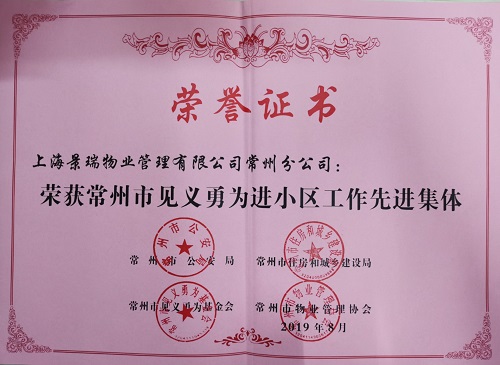 荣誉证书
上海景瑞物业管理有限公司常州分公司：
荣获常州市见义勇为进小区工作先进集体
常州市公安局 常州市住房和城乡建设局
常州市见义勇为基金会 常州市物业管理协会
2019年8月